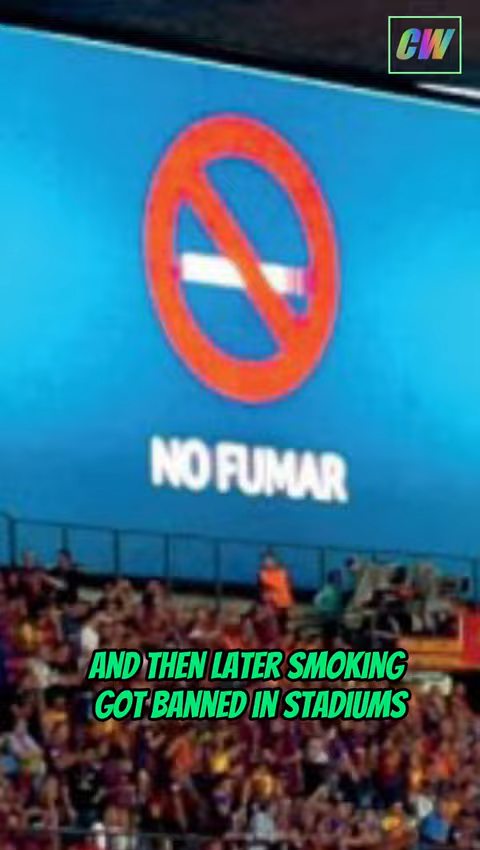 CW
NO FUMAR
AND THEN LATER SMOKING
GOT BANNED IN STADIUMS